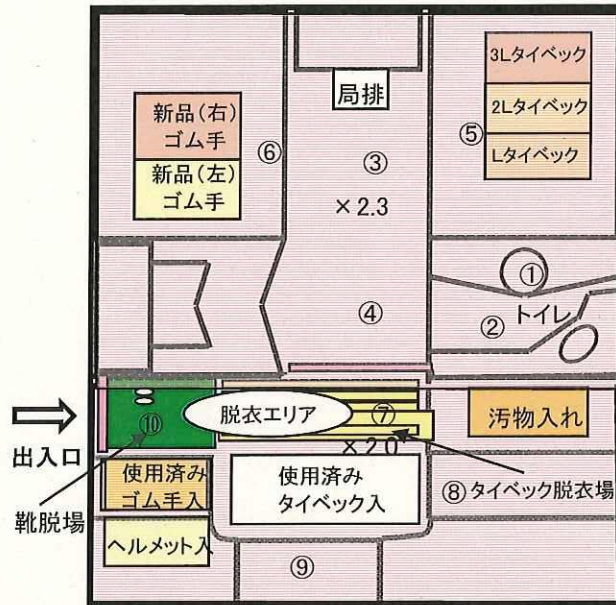 3Lタイベック
2Lタイベック
Lタイベック
⑤
局排
新品(右)
ゴム手
新品(左)
ゴム手
⑥
③
×2.3
①
トイレ
②
④
⑩
脱衣エリア
⑦
×2.0
汚物入れ
出入口
靴脱場
使用済み
ゴム手入
使用済み
タイベック入
⑧タイベック脱衣場
ヘルメット入
⑨